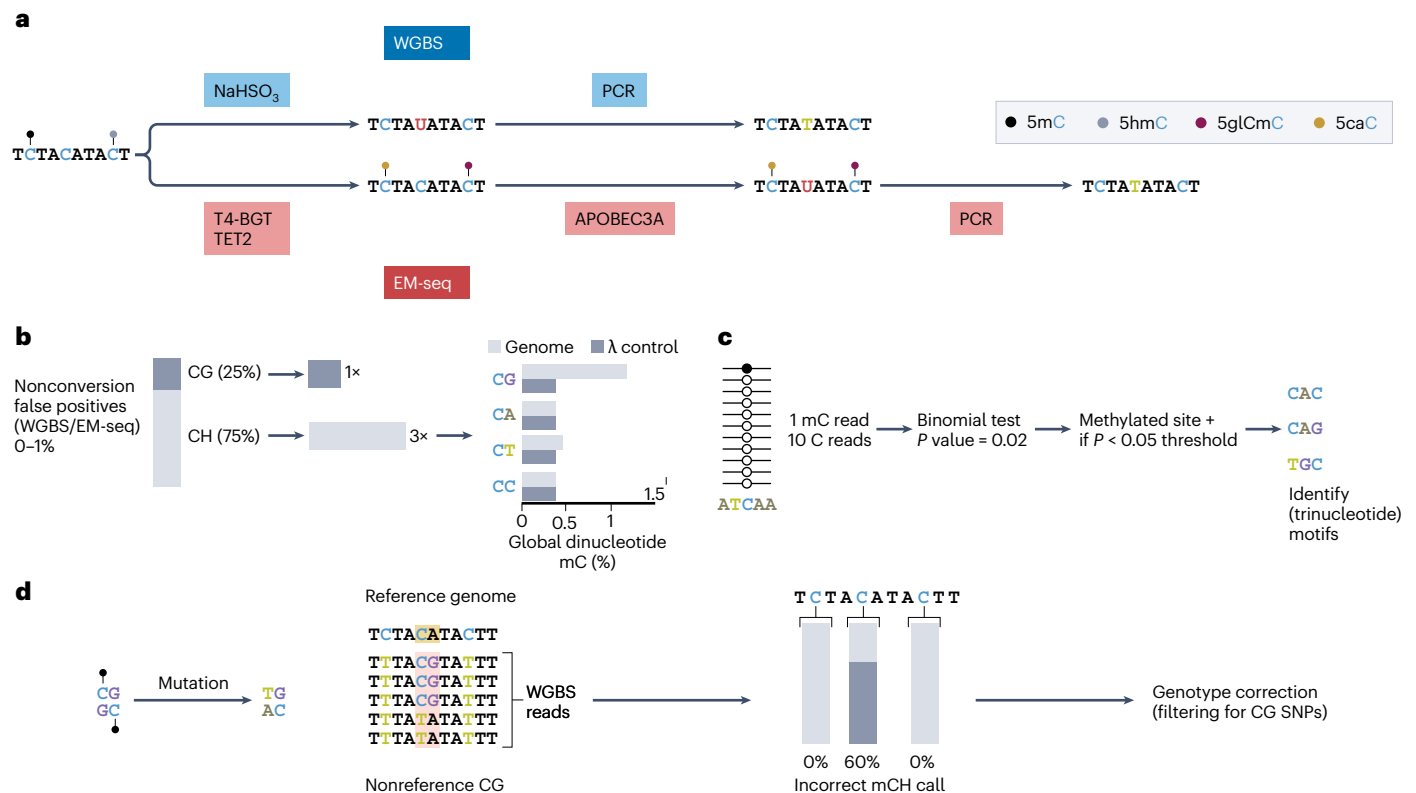 a
WGBS
NaHSO3
PCR
TCTACATACT
TCTAUATACT
TCTATATACT
5mC
5hmC
5glCmC
5caC
TCTACATACT
TCTAUATACT
TCTATATACT
T4-BGT
TET2
APOBEC3A
PCR
EM-seq
b
Nonconversion
false positives
(WGBS/EM-seq)
0–1%
CG (25%)
1×
CH (75%)
3×
Genome
λ control
CG
CA
CT
CC
1.5
0
0.5
1
Global dinucleotide
mC (%)
c
ATCAA
1 mC read
10 C reads
Binomial test
P value = 0.02
Methylated site +
if P < 0.05 threshold
CAC
CAG
TGC
Identify
(trinucleotide)
motifs
d
CG
GC
Mutation
TG
AC
Reference genome
TCTACATACTT
TTTACGTATTT
TTTACGTATTT
TTTACGTATTT
TTTATATATTT
TTTATATATTT
WGBS
reads
Nonreference CG
TCTACATACTT
0%
60%
0%
Incorrect mCH call
Genotype correction
(filtering for CG SNPs)